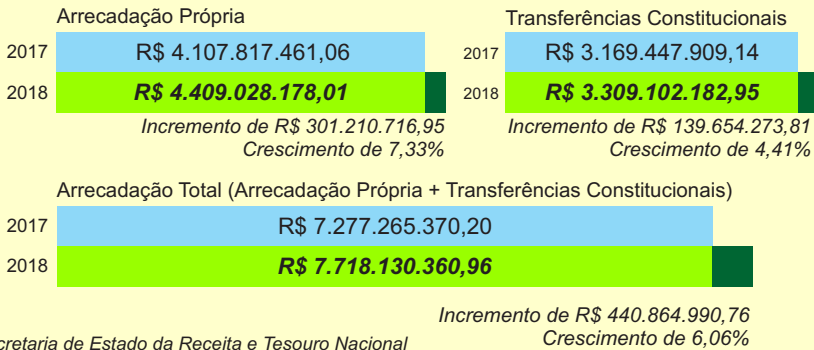 Arrecadação Própria
2017 R$ 4.107.817.461,06
2018 R$ 4.409.028.178,01
Incremento de R$ 301.210.716,95
Crescimento de 7,33%
Transferências Constitucionais
2017 R$ 3.169.447.909,14
2018 R$ 3.309.102.182,95
Incremento de R$ 139.654.273,81
Crescimento de 4,41%
Arrecadação Total (Arrecadação Própria + Transferências Constitucionais)
2017 R$ 7.277.265.370,20
2018 R$ 7.718.130.360,96
Incremento de R$ 440.864.990,76
Crescimento de 6,06%
cretaria de Estado da Receita e Tesouro Nacional